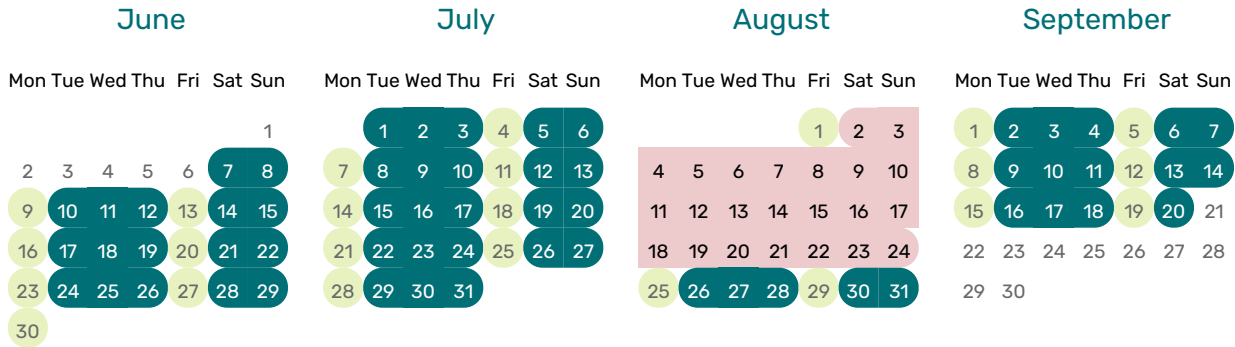 June July August September
Mon Tue Wed Thu Fri Sat Sun Mon Tue Wed Thu Fri Sat Sun Mon Tue Wed Thu Fri Sat Sun Mon Tue Wed Thu Fri Sat Sun
1 1 2 3 4 5 6 1 2 3 1 2 3 4 5 6 7
2 3 4 5 6 7 8 7 8 9 10 11 12 13 4 5 6 7 8 9 10 8 9 10 11 12 13 14
9 10 11 12 13 14 15 14 15 16 17 18 19 20 11 12 13 14 15 16 17 15 16 17 18 19 20 21
16 17 18 19 20 21 22 21 22 23 24 25 26 27 18 19 20 21 22 23 24 22 23 24 25 26 27 28
23 24 25 26 27 28 29 28 29 30 31 25 26 27 28 29 30 31 29 30
30